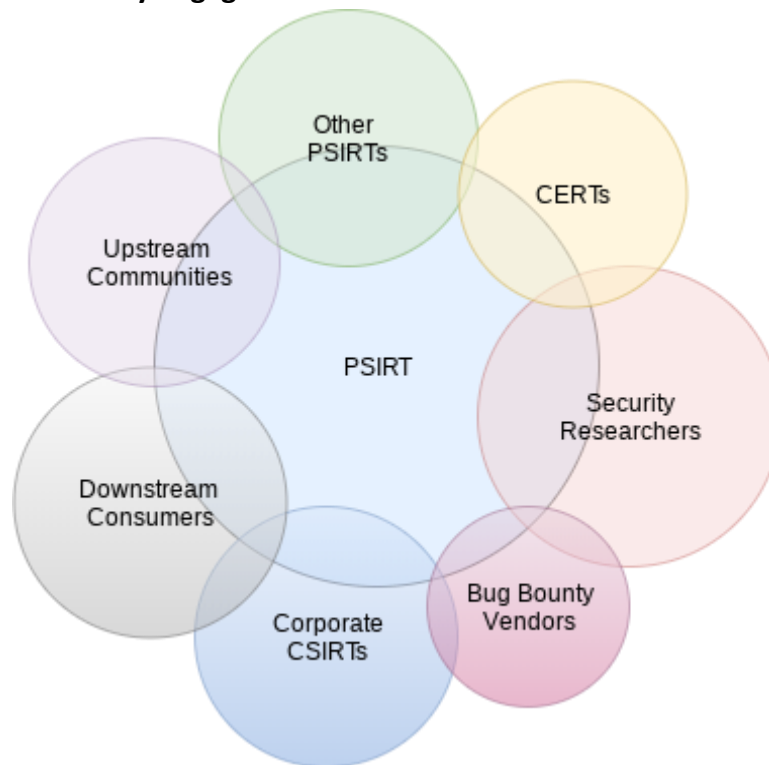 Other
PSIRTs
CERTs
Upstream
Communities
PSIRT
Security
Researchers
Downstream
Consumers
Bug Bounty
Vendors
Corporate
CSIRTs